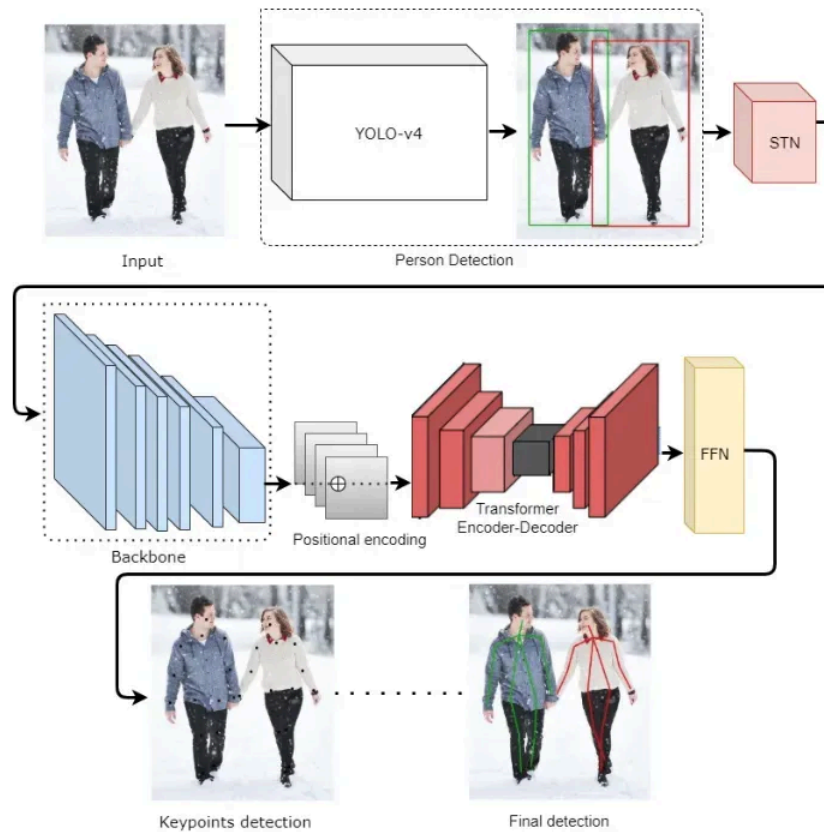 YOLO-v4
STN
Input
Person Detection
FFN
Backbone
Positional encoding
Transformer
Encoder-Decoder
Keypoints detection
Final detection